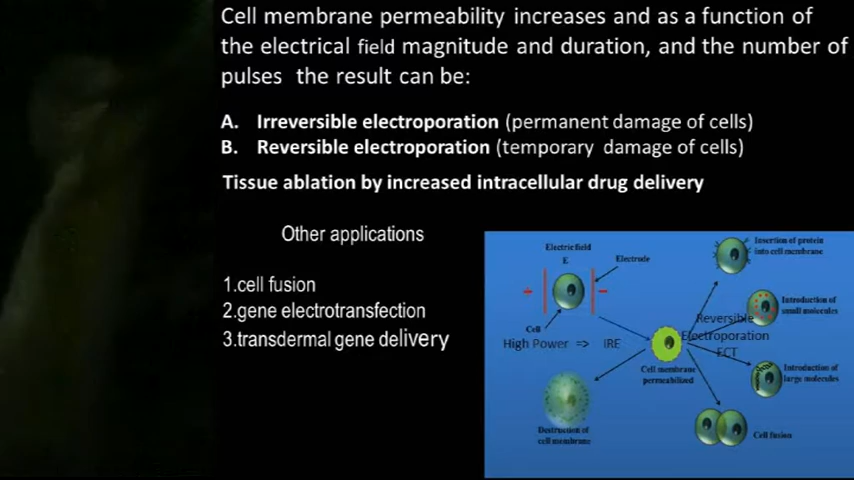 Cell membrane permeability increases and as a function of
the electrical field magnitude and duration, and the number of
pulses the result can be:
A. Irreversible electroporation (permanent damage of cells)
B. Reversible electroporation (temporary damage of cells)
Tissue ablation by increased intracellular drug delivery
Other applications
1.cell fusion
2.gene electrotransfection
3.transdermal gene delivery
Electric field
E
Electrode
Cell
High Power => IRE
Destruction of
cell membrane
Cell membrane
permeabilised
Reversible
Electroporation
ECT
Insertion of protein
into cell membrane
Introduction of
small molecules
Introduction of
large molecules
Cell fusion